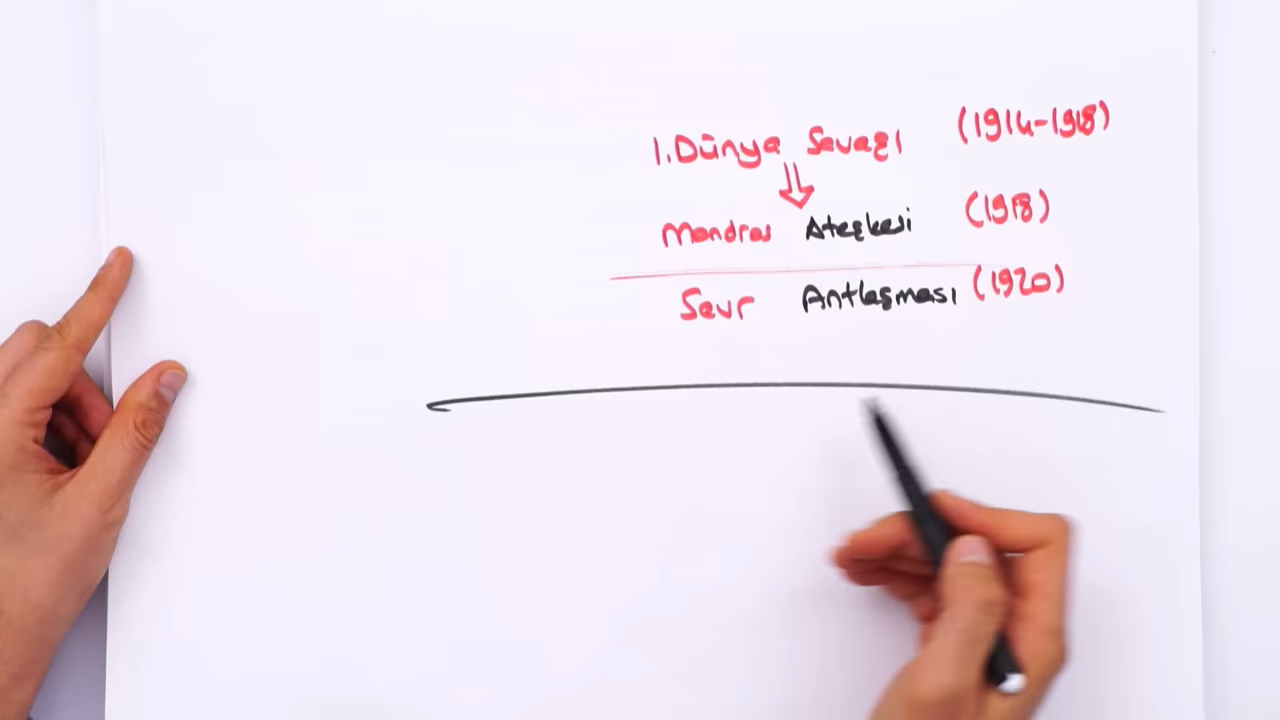 1. Dünya Savaşı (1914-1918)
Mondros Ateşkesi (1918)
Sevr Antlaşması (1920)